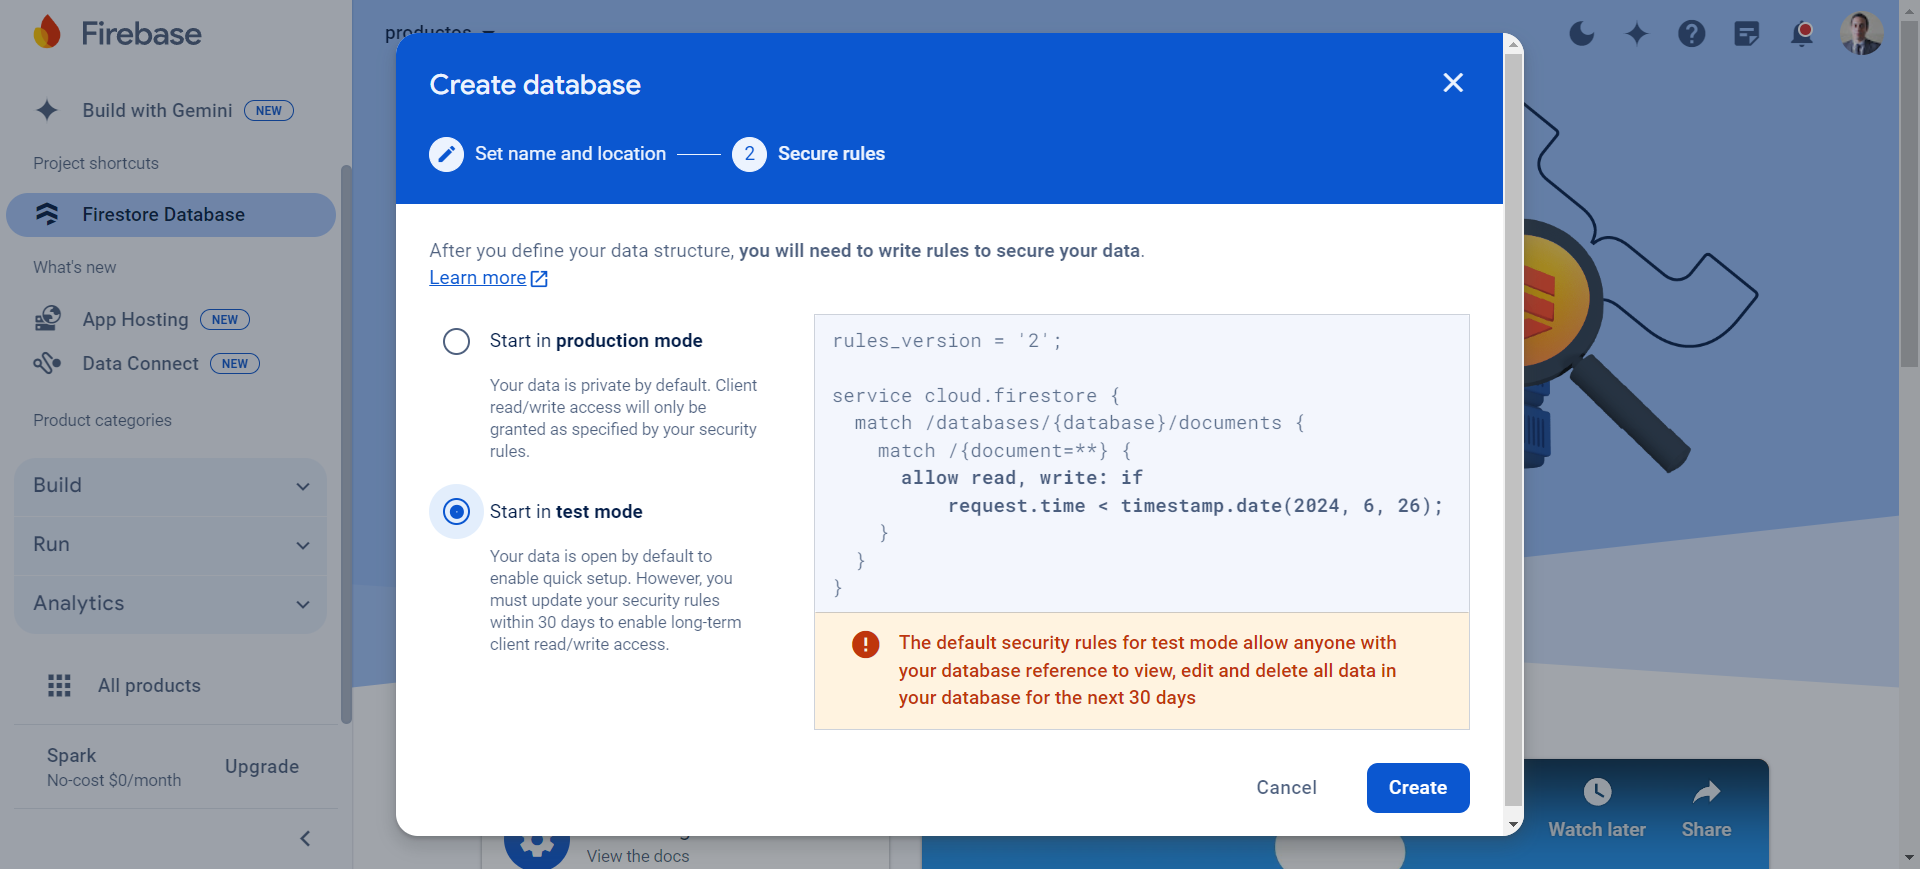 Firebase
Build with Gemini NEW
Project shortcuts
Firestore Database
What's new
App Hosting NEW
Data Connect NEW
Product categories
Build
Run
Analytics
All products
Spark
No-cost $0/month
Upgrade
productos
Create database
Set name and location
2 Secure rules
After you define your data structure, you will need to write rules to secure your data.
Learn more
Start in production mode
Your data is private by default. Client
read/write access will only be
granted as specified by your security
rules.
Start in test mode
Your data is open by default to
enable quick setup. However, you
must update your security rules
within 30 days to enable long-term
client read/write access.
rules_version = '2';
service cloud.firestore {
match /databases/{database}/documents {
match /{document=**} {
allow read, write: if
request.time < timestamp.date(2024, 6, 26);
}
}
}
The default security rules for test mode allow anyone with
your database reference to view, edit and delete all data in
your database for the next 30 days
Cancel
Create
View the docs
Watch later
Share